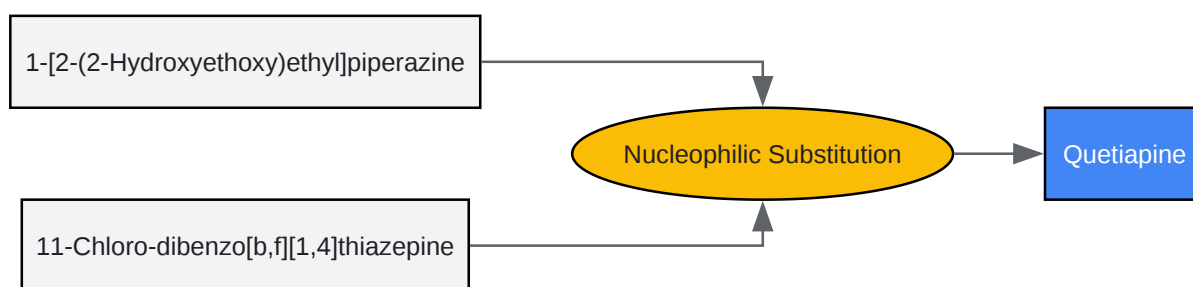 1-[2-(2-Hydroxyethoxy)ethyl]piperazine
Nucleophilic Substitution
Quetiapine
11-Chloro-dibenzo[b,f][1,4]thiazepine